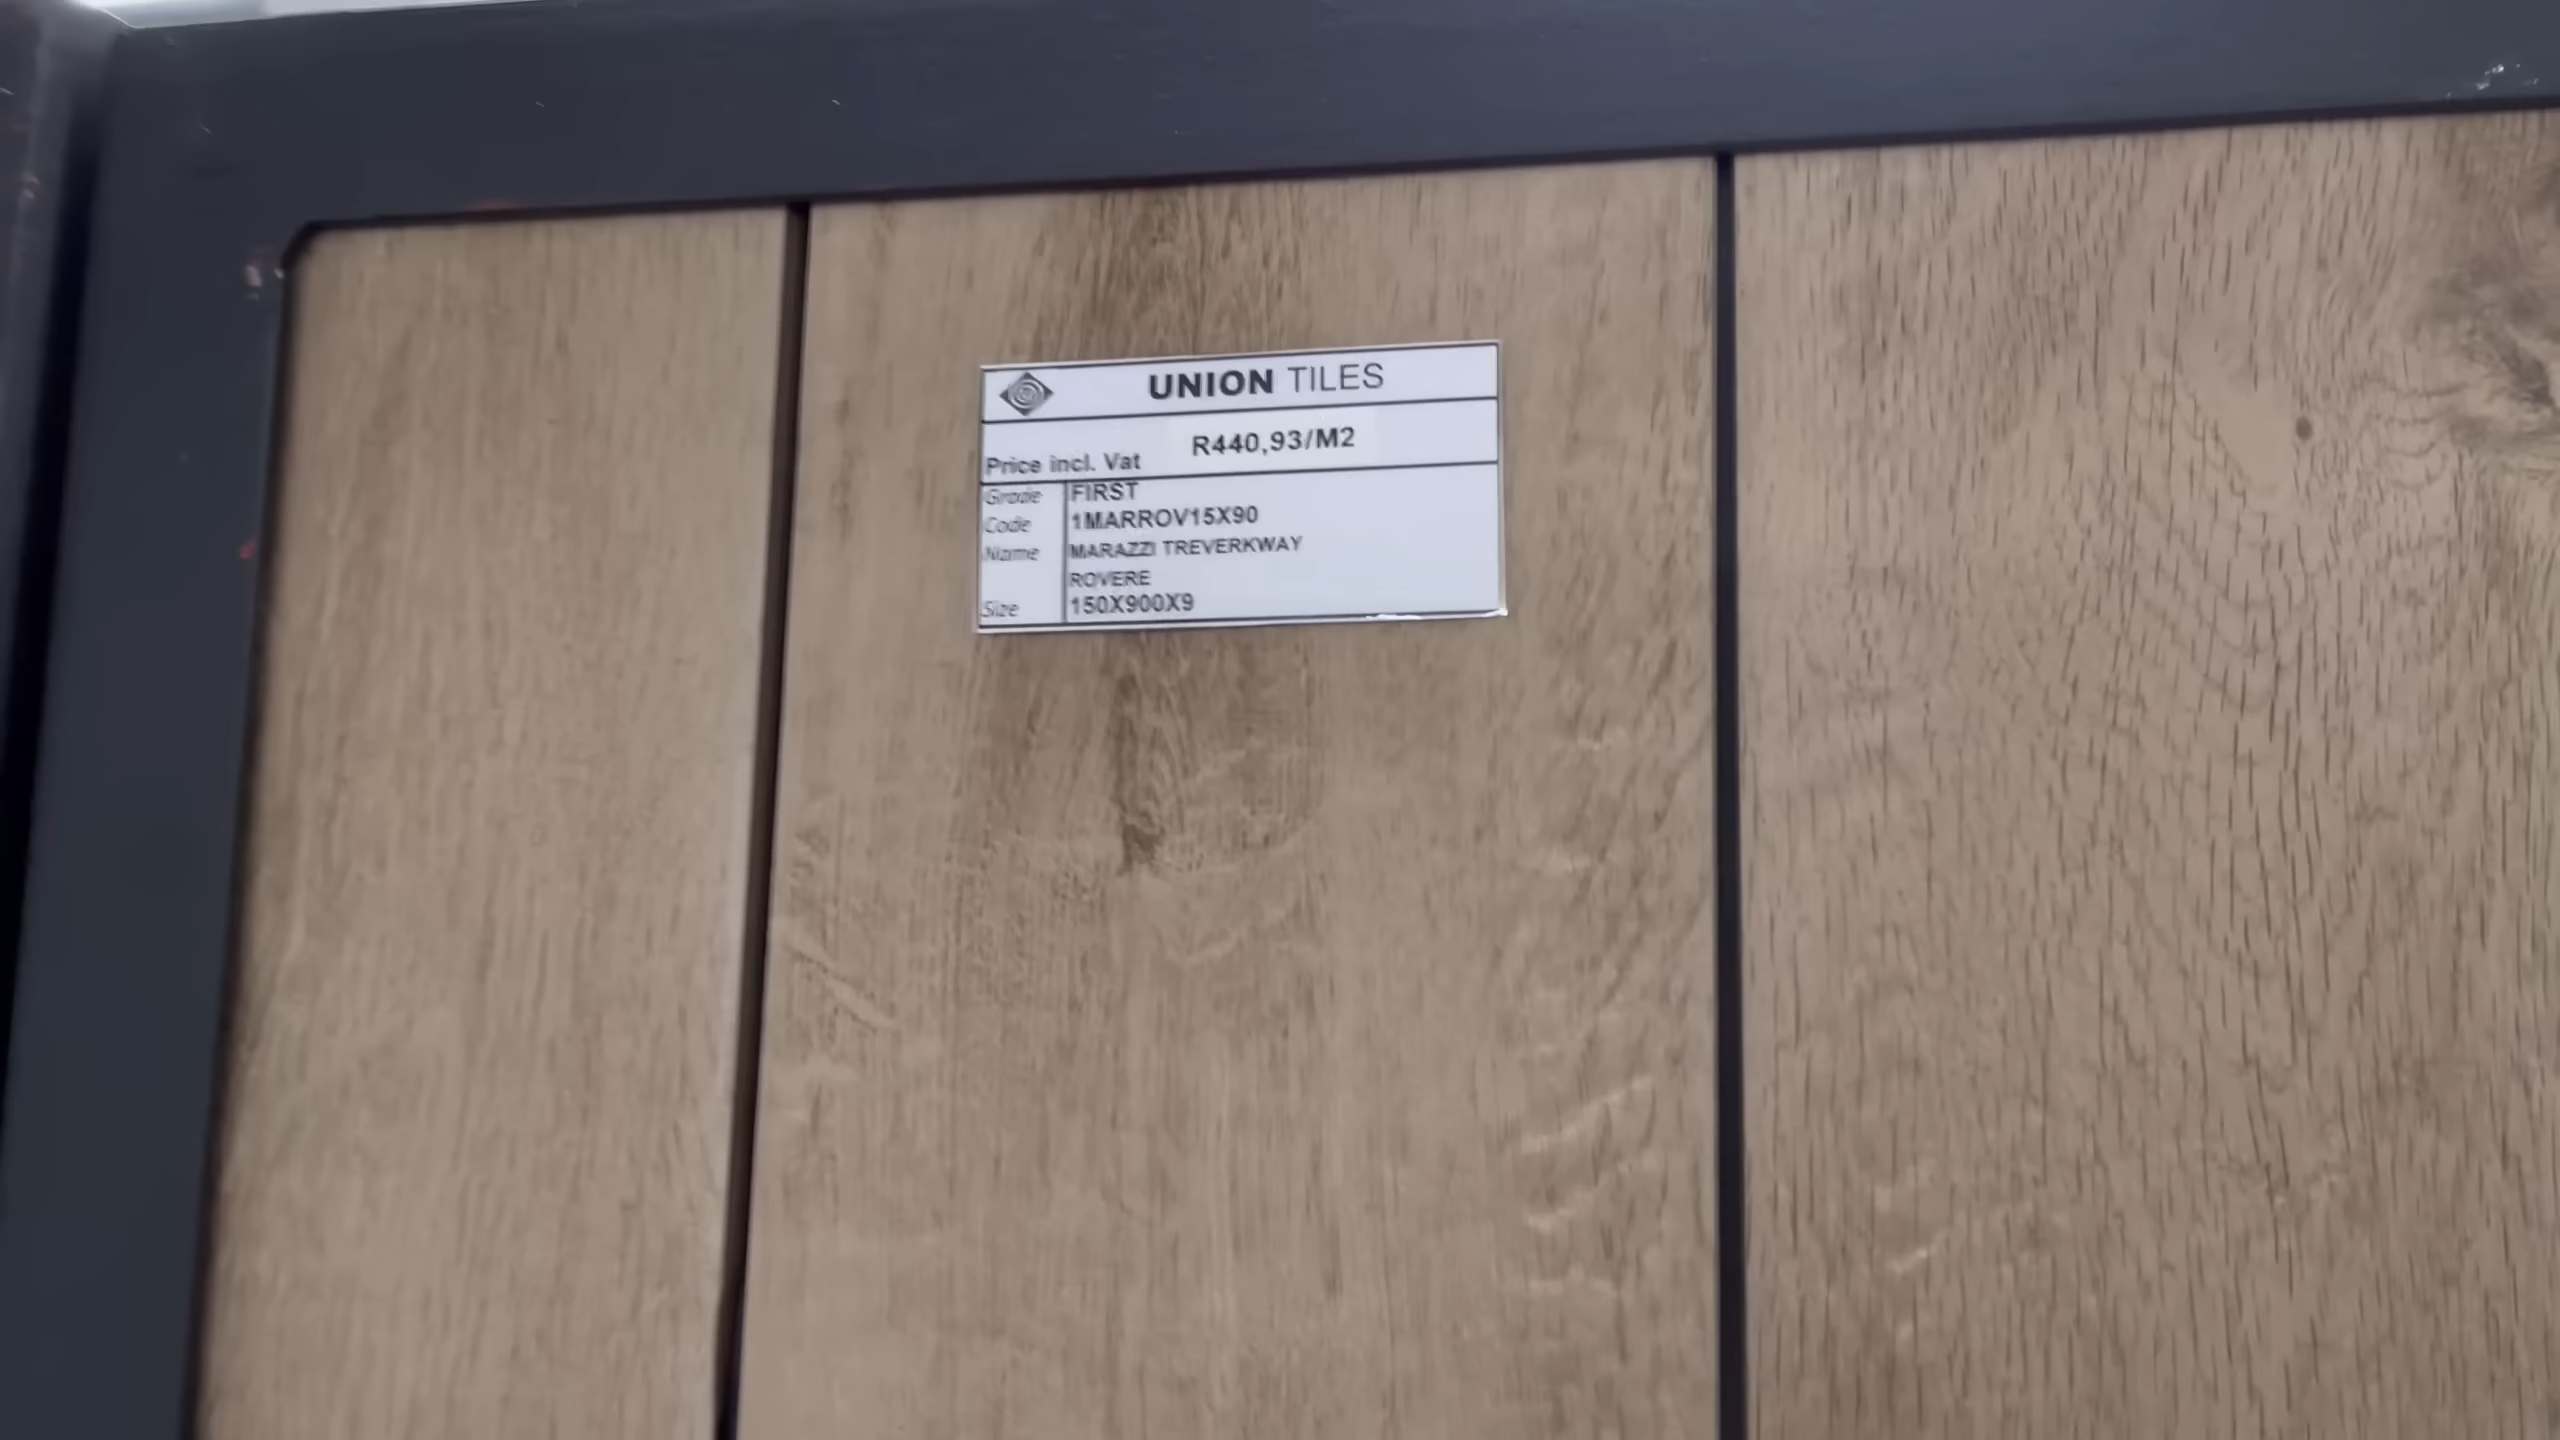 UNION TILES
Price incl. Vat R440,93/M2
Grade FIRST
Code 1MARROV15X90
Name MARAZZI TREVERKWAY
ROVERE
Size 150X900X9